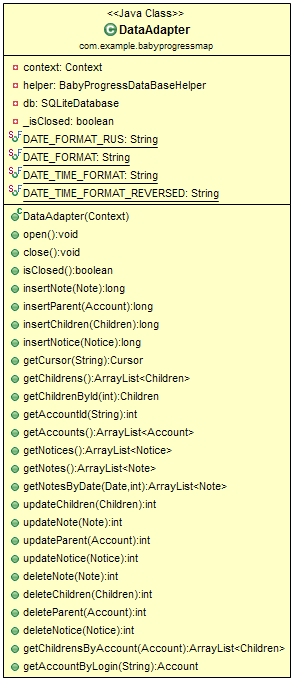 <<Java Class>>
DataAdapter
com.example.babyprogressmap
context: Context
helper: BabyProgressDataBaseHelper
db: SQLiteDatabase
_isClosed: boolean
DATE_FORMAT_RUS: String
DATE_FORMAT: String
DATE_TIME_FORMAT: String
DATE_TIME_FORMAT_REVERSED: String
DataAdapter(Context)
open():void
close():void
isClosed():boolean
insertNote(Note):long
insertParent(Account):long
insertChildren(Children):long
insertNotice(Notice):long
getCursor(String):Cursor
getChildrens():ArrayList<Children>
getChildrenById(int):Children
getAccountId(String):int
getAccounts():ArrayList<Account>
getNotices():ArrayList<Notice>
getNotes():ArrayList<Note>
getNotesByDate(Date,int):ArrayList<Note>
updateChildren(Children):int
updateNote(Note):int
updateParent(Account):int
updateNotice(Notice):int
deleteNote(Note):int
deleteChildren(Children):int
deleteParent(Account):int
deleteNotice(Notice):int
getChildrensByAccount(Account):ArrayList<Children>
getAccountByLogin(String):Account